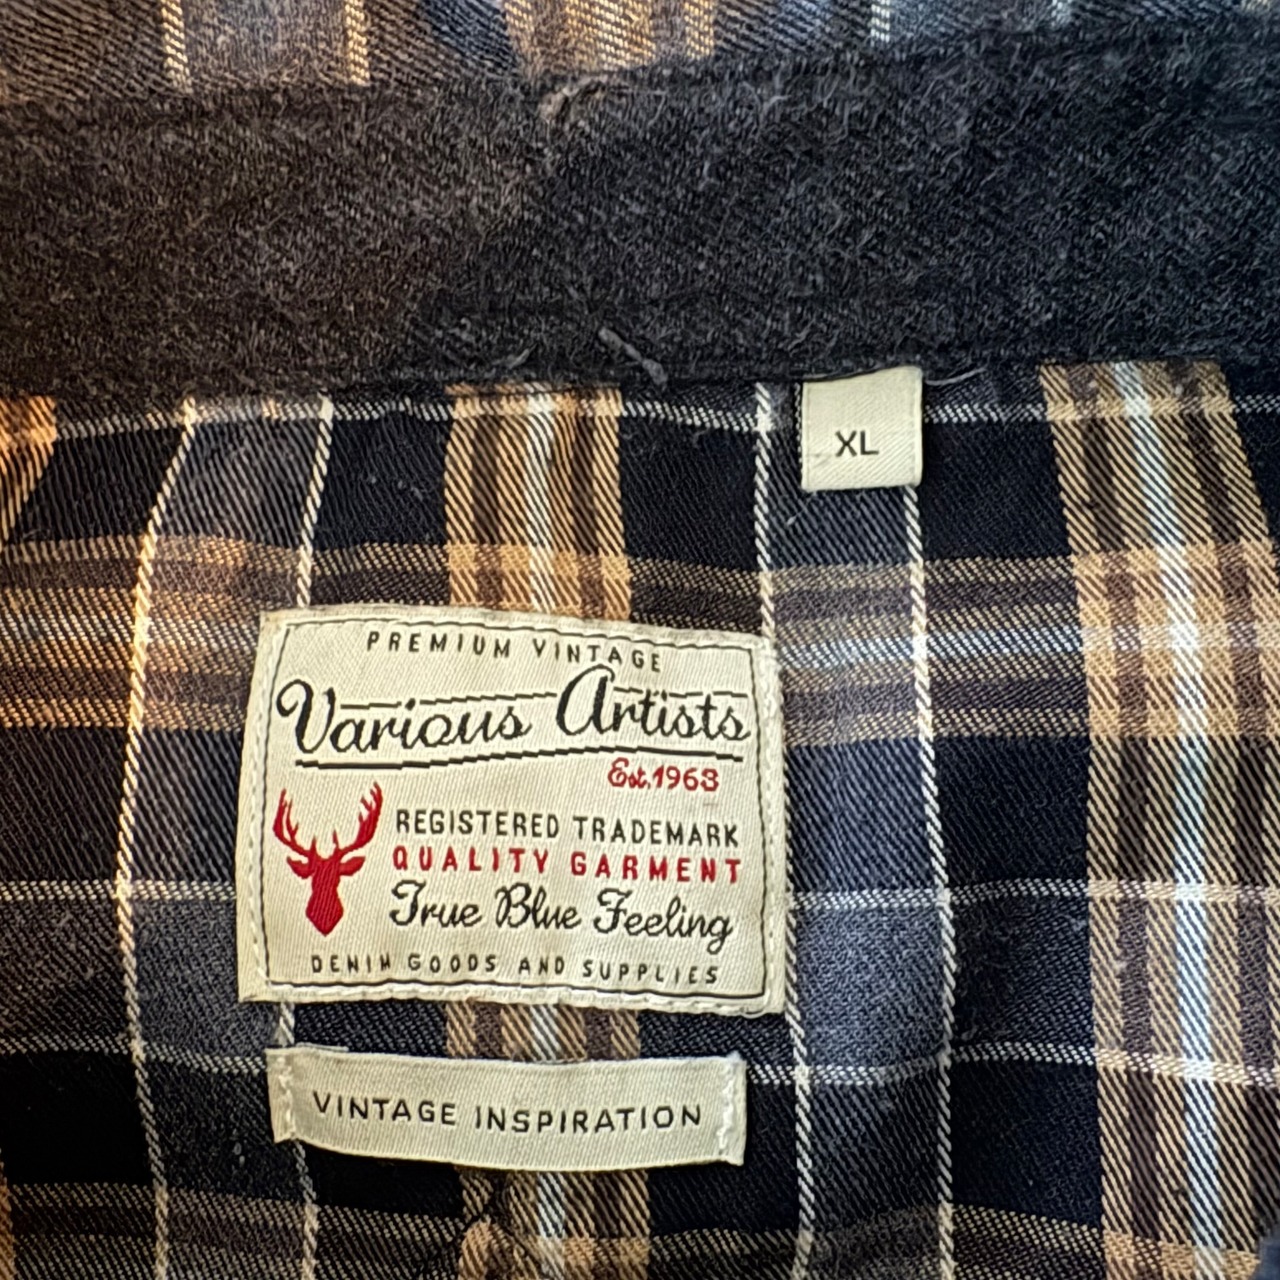 XL
PREMIUM VINTAGE
Various Artists
Est.1963
REGISTERED TRADEMARK
QUALITY GARMENT
True Blue Feeling
DENIM GOODS AND SUPPLIES
VINTAGE INSPIRATION